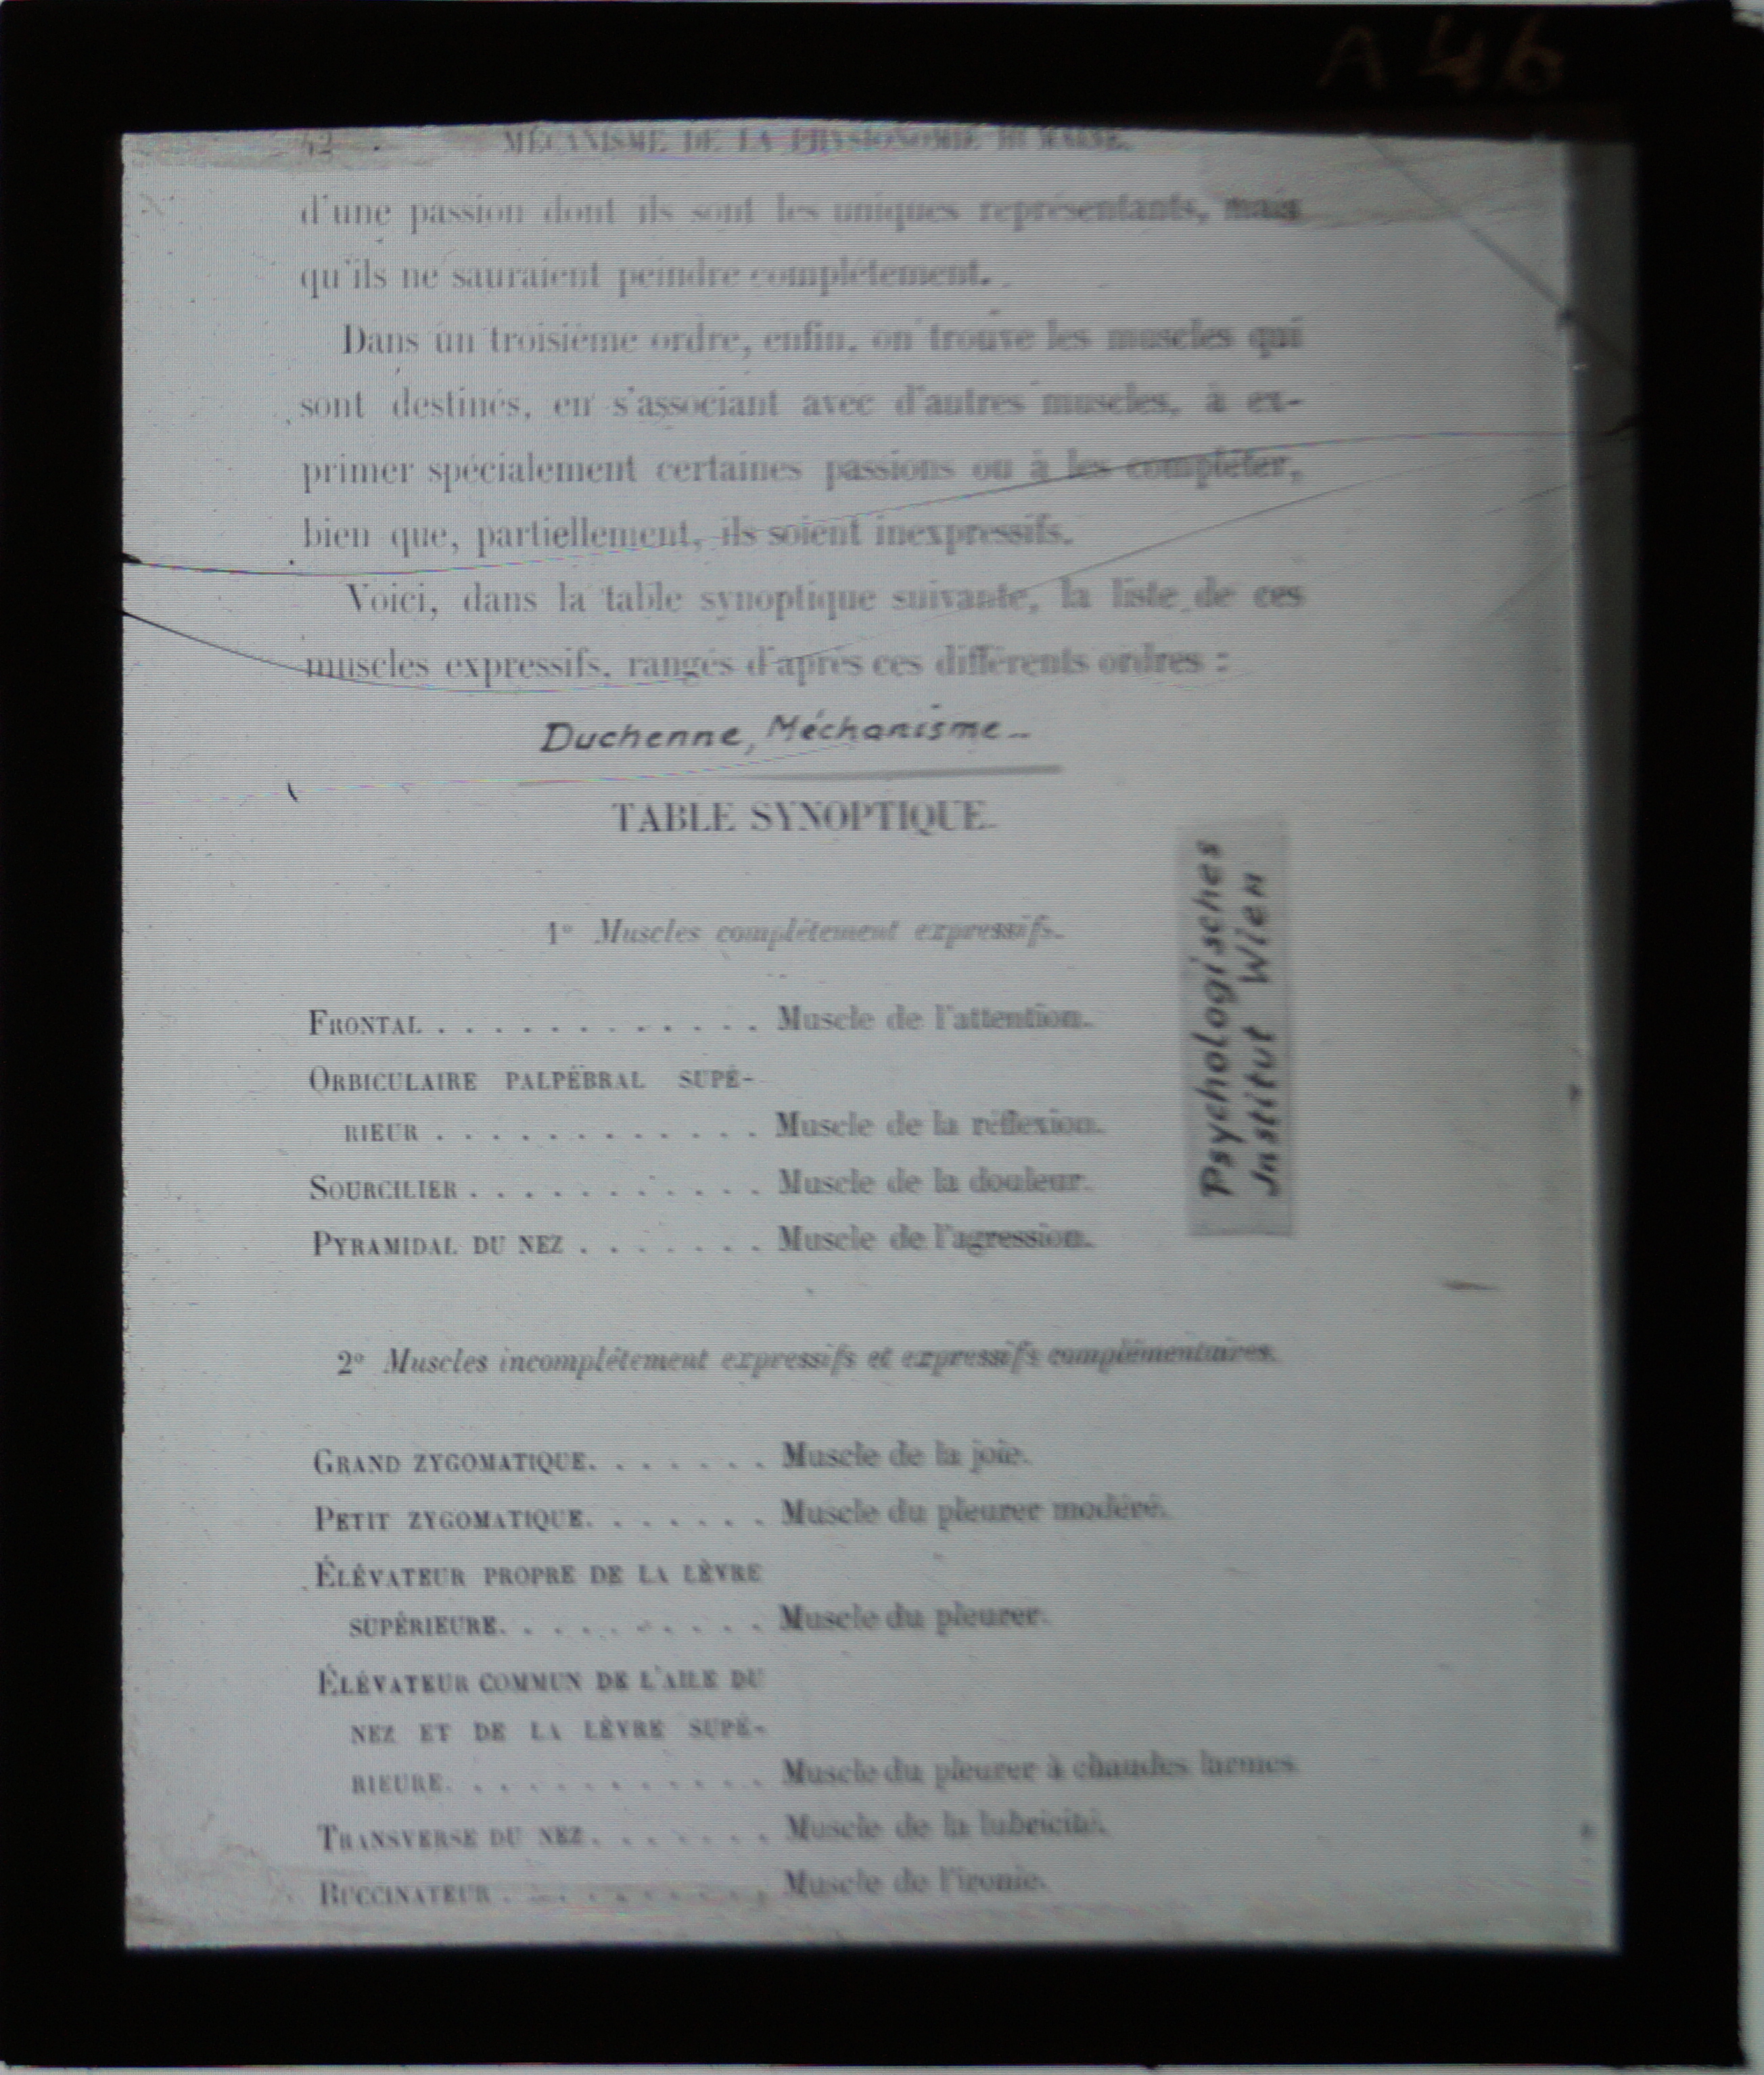 A 46
42 MÉCANISME DE LA PHYSIONOMIE HUMAINE.
d'une passion dont ils sont les uniques représentants, mais
qu'ils ne sauraient peindre complétement.
Dans un troisième ordre, enfin, on trouve les muscles qui
sont destinés, en s'associant avec d'autres muscles, à ex-
primer spécialement certaines passions ou à les compléter,
bien que, partiellement, ils soient inexpressifs.
Voici, dans la table synoptique suivante, la liste de ces
muscles expressifs, rangés d'après ces différents ordres :
Duchenne, Méchanisme-
TABLE SYNOPTIQUE.
1° Muscles complétement expressifs.
FRONTAL . . . . . . . . . . . . . Muscle de l'attention.
ORBICULAIRE PALPÉBRAL SUPÉ-
RIEUR . . . . . . . . . . . . Muscle de la réflexion.
SOURCILIER . . . . . . . . . . . Muscle de la douleur.
PYRAMIDAL DU NEZ . . . . . . . Muscle de l'agression.
2° Muscles incomplétement expressifs et expressifs complémentaires.
GRAND ZYGOMATIQUE. . . . . . . Muscle de la joie.
PETIT ZYGOMATIQUE. . . . . . . Muscle du pleurer modéré.
ÉLÉVATEUR PROPRE DE LA LÈVRE
SUPÉRIEURE. . . . . . . . . . Muscle du pleurer.
ÉLÉVATEUR COMMUN DE L'AILE DU
NEZ ET DE LA LÈVRE SUPÉ-
RIEURE. . . . . . . . . . . . Muscle du pleurer à chaudes larmes.
TRANSVERSE DU NEZ. . . . . . . Muscle de la lubricité.
BUCCINATEUR . . . . . . . . . . Muscle de l'ironie.
Psychologisches
Institut Wien